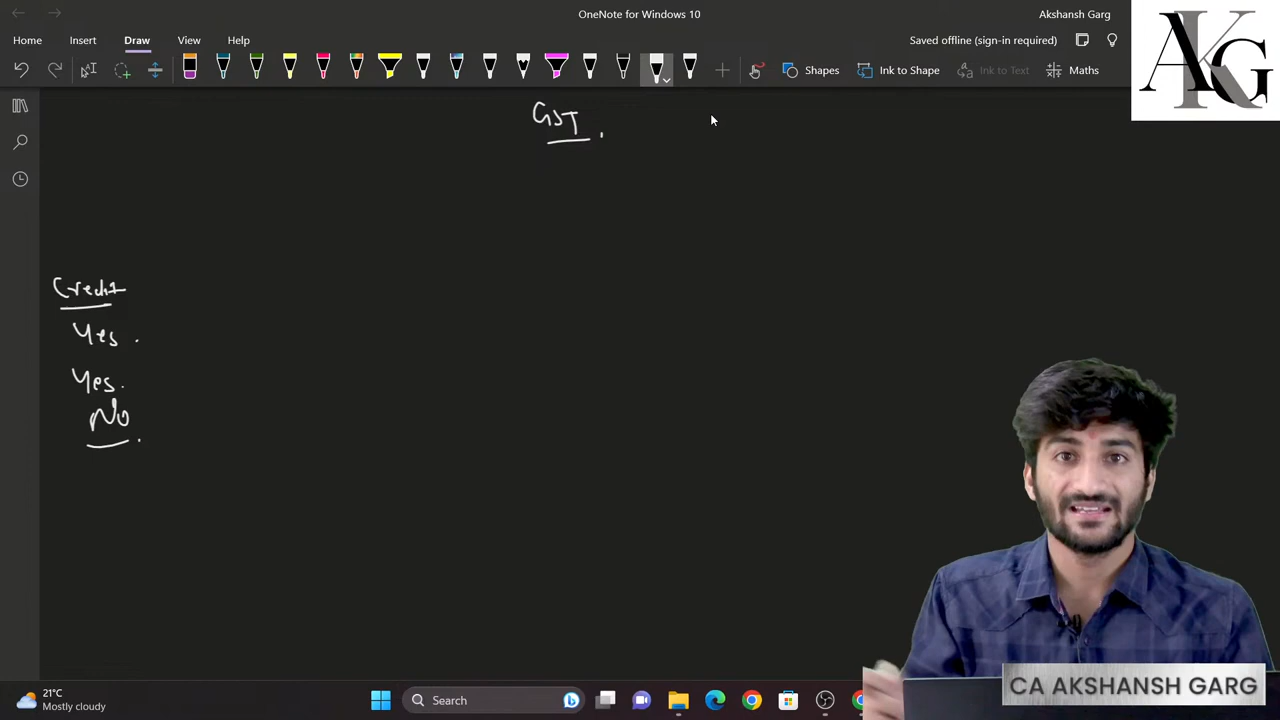 OneNote for Windows 10
Akshansh Garg
Home Insert Draw View Help
Saved offline (sign-in required)
Shapes
Ink to Shape
Ink to Text
Maths
AKG
GST.
Credit
Yes.
Yes.
No.
CA AKSHANSH GARG
21°C
Mostly cloudy
Search